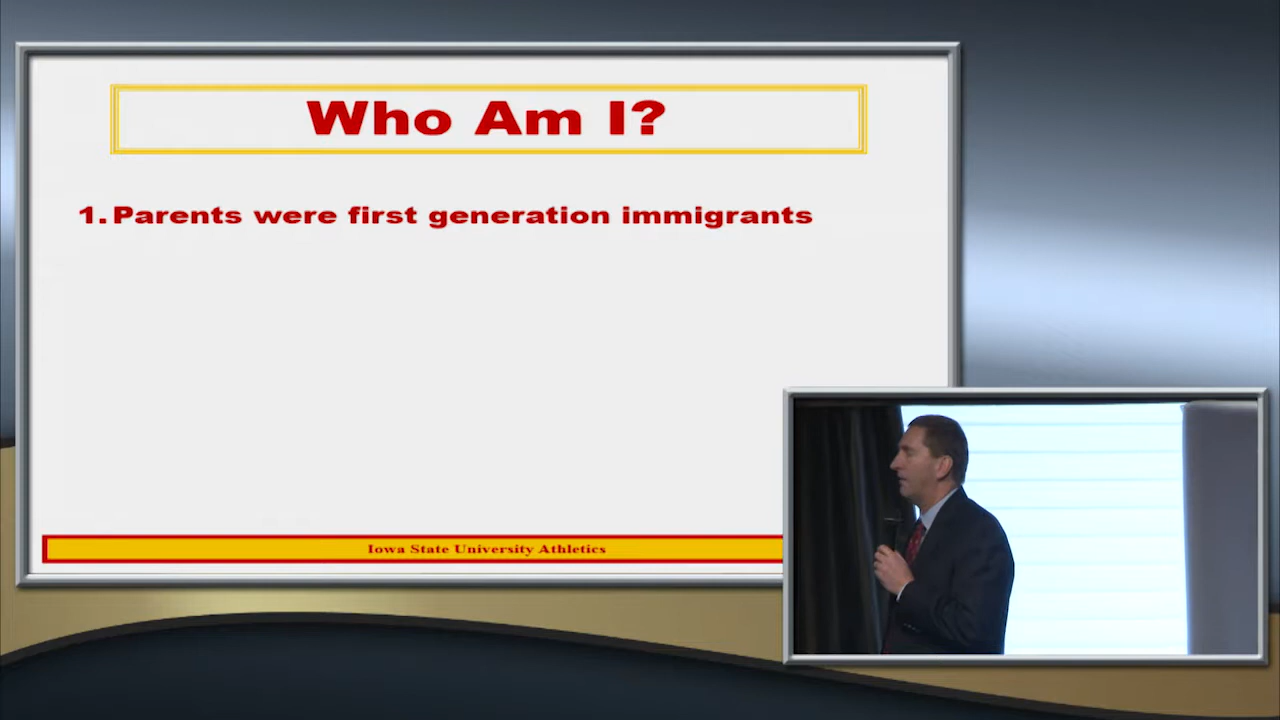 Who Am I?
1. Parents were first generation immigrants
Iowa State University Athletics